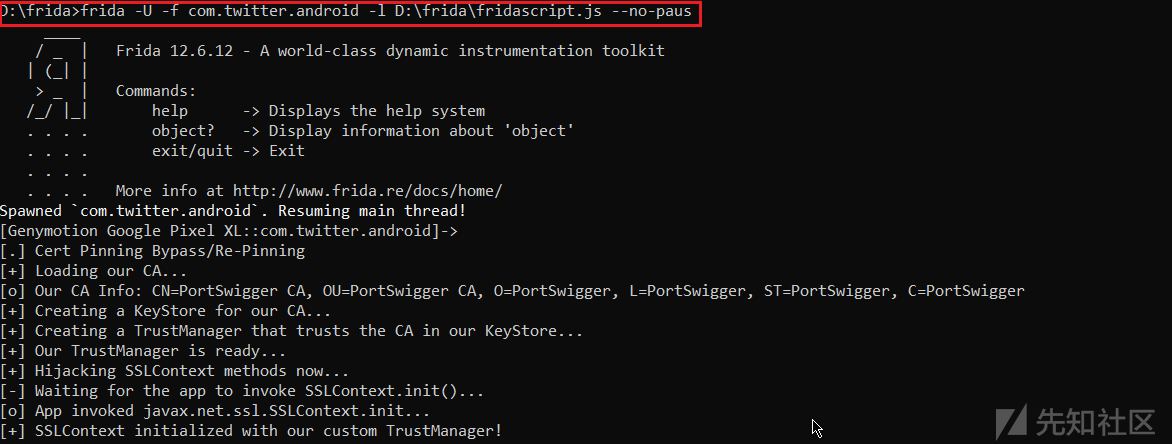 D:\frida>frida -U -f com.twitter.android -l D:\frida\fridascript.js --no-paus
     ____
    / _  |   Frida 12.6.12 - A world-class dynamic instrumentation toolkit
   | (_| |
    > _  |   Commands:
   /_/ |_|       help      -> Displays the help system
   . . . .       object?   -> Display information about 'object'
   . . . .       exit/quit -> Exit
   . . . .
   . . . .   More info at http://www.frida.re/docs/home/
Spawned `com.twitter.android`. Resuming main thread!
[Genymotion Google Pixel XL::com.twitter.android]->
[.] Cert Pinning Bypass/Re-Pinning
[+] Loading our CA...
[o] Our CA Info: CN=PortSwigger CA, OU=PortSwigger CA, O=PortSwigger, L=PortSwigger, ST=PortSwigger, C=PortSwigger
[+] Creating a KeyStore for our CA...
[+] Creating a TrustManager that trusts the CA in our KeyStore...
[+] Our TrustManager is ready...
[+] Hijacking SSLContext methods now...
[-] Waiting for the app to invoke SSLContext.init()...
[o] App invoked javax.net.ssl.SSLContext.init...
[+] SSLContext initialized with our custom TrustManager!
先知社区